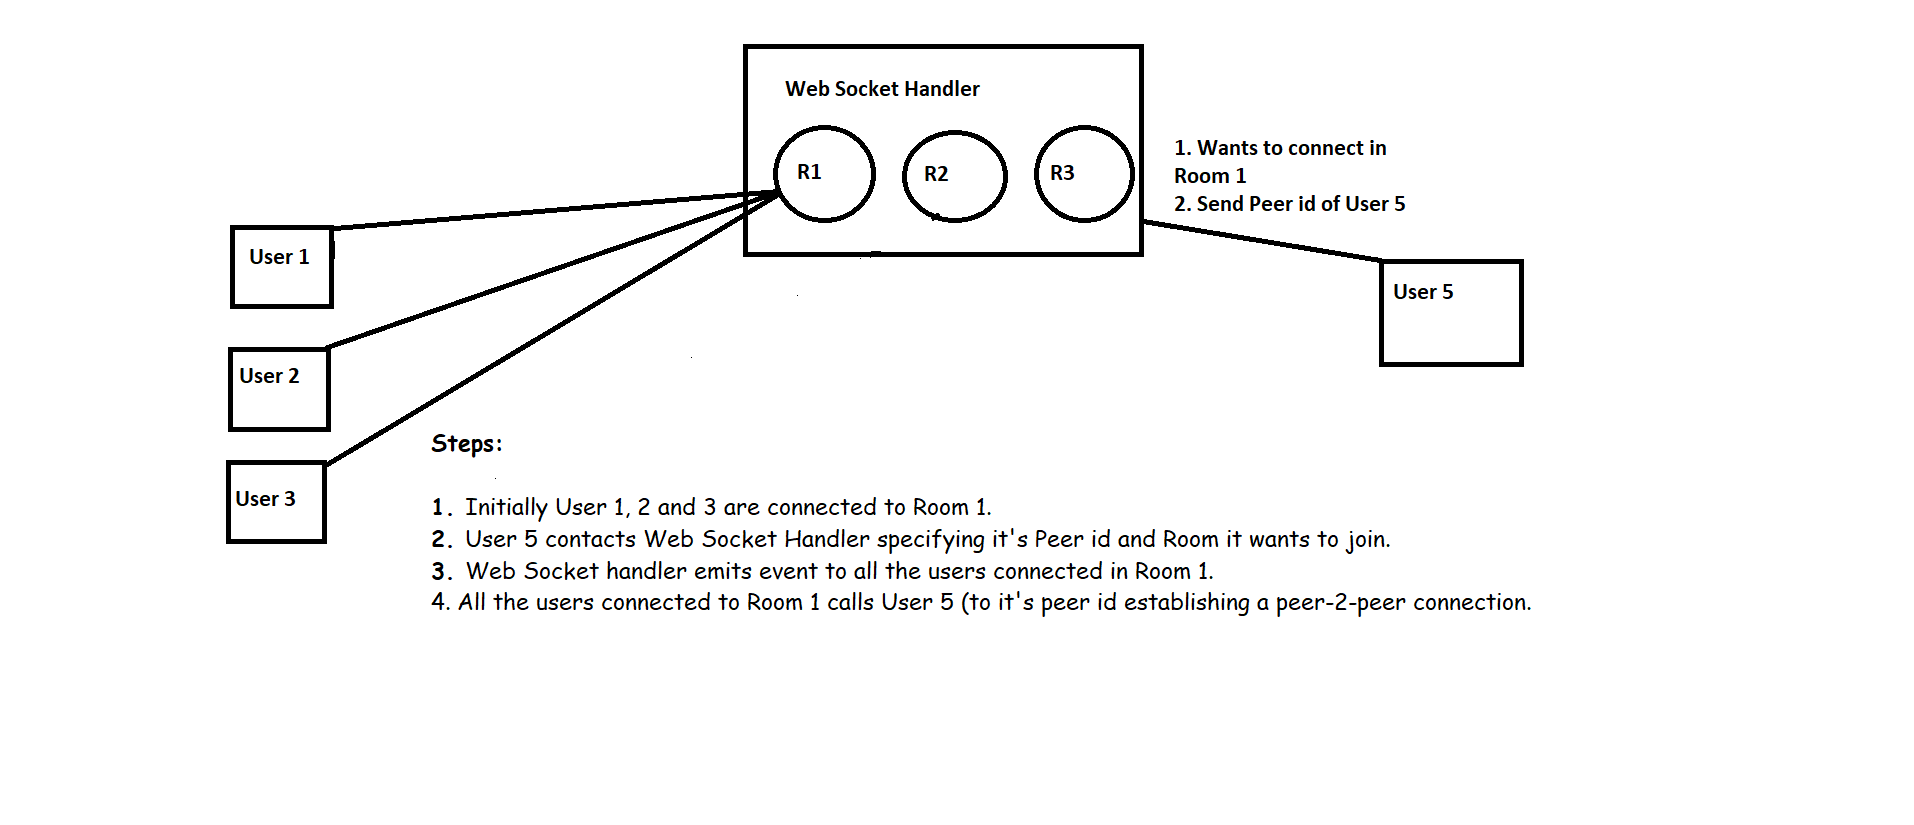 Web Socket Handler
R1
R2
R3
1. Wants to connect in
Room 1
2. Send Peer id of User 5
User 1
User 5
User 2
User 3
Steps:
1. Initially User 1, 2 and 3 are connected to Room 1.
2. User 5 contacts Web Socket Handler specifying it's Peer id and Room it wants to join.
3. Web Socket handler emits event to all the users connected in Room 1.
4. All the users connected to Room 1 calls User 5 (to it's peer id establishing a peer-2-peer connection.